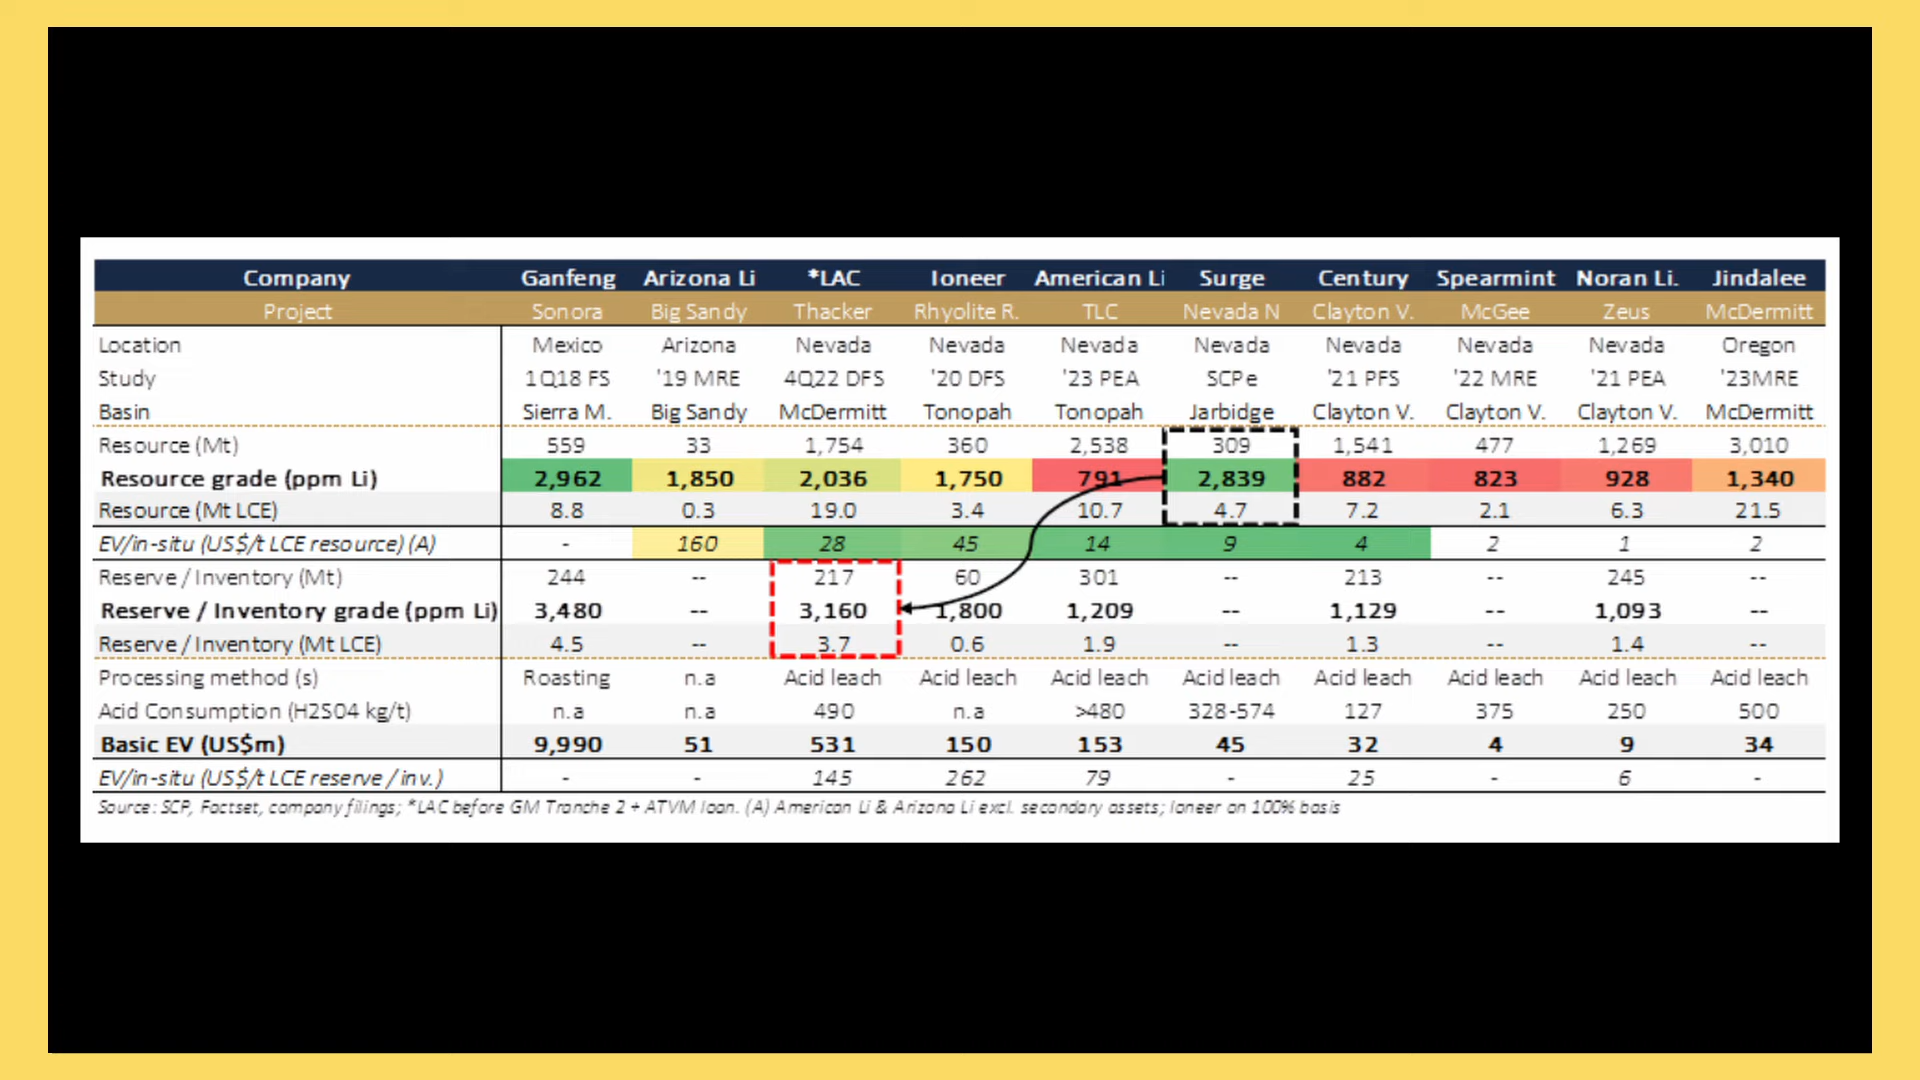 Company Ganfeng Arizona Li *LAC Ioneer American Li Surge Century Spearmint Noran Li. Jindalee
Project Sonora Big Sandy Thacker Rhyolite R. TLC Nevada N Clayton V. McGee Zeus McDermitt
Location Mexico Arizona Nevada Nevada Nevada Nevada Nevada Nevada Nevada Oregon
Study 1Q18 FS '19 MRE 4Q22 DFS '20 DFS '23 PEA SCPe '21 PFS '22 MRE '21 PEA '23MRE
Basin Sierra M. Big Sandy McDermitt Tonopah Tonopah Jarbidge Clayton V. Clayton V. Clayton V. McDermitt
Resource (Mt) 559 33 1,754 360 2,538 309 1,541 477 1,269 3,010
Resource grade (ppm Li) 2,962 1,850 2,036 1,750 791 2,839 882 823 928 1,340
Resource (Mt LCE) 8.8 0.3 19.0 3.4 10.7 4.7 7.2 2.1 6.3 21.5
EV/in-situ (US$/t LCE resource) (A) - 160 28 45 14 9 4 2 1 2
Reserve / Inventory (Mt) 244 -- 217 60 301 -- 213 -- 245 --
Reserve / Inventory grade (ppm Li) 3,480 -- 3,160 1,800 1,209 -- 1,129 -- 1,093 --
Reserve / Inventory (Mt LCE) 4.5 -- 3.7 0.6 1.9 -- 1.3 -- 1.4 --
Processing method (s) Roasting n.a Acid leach Acid leach Acid leach Acid leach Acid leach Acid leach Acid leach Acid leach
Acid Consumption (H2S04 kg/t) n.a n.a 490 n.a >480 328-574 127 375 250 500
Basic EV (US$m) 9,990 51 531 150 153 45 32 4 9 34
EV/in-situ (US$/t LCE reserve / inv.) - - 145 262 79 - 25 - 6 -
Source: SCP, Factset, company filings; *LAC before GM Tranche 2 + ATVM loan. (A) American Li & Arizona Li excl. secondary assets; Ioneer on 100% basis